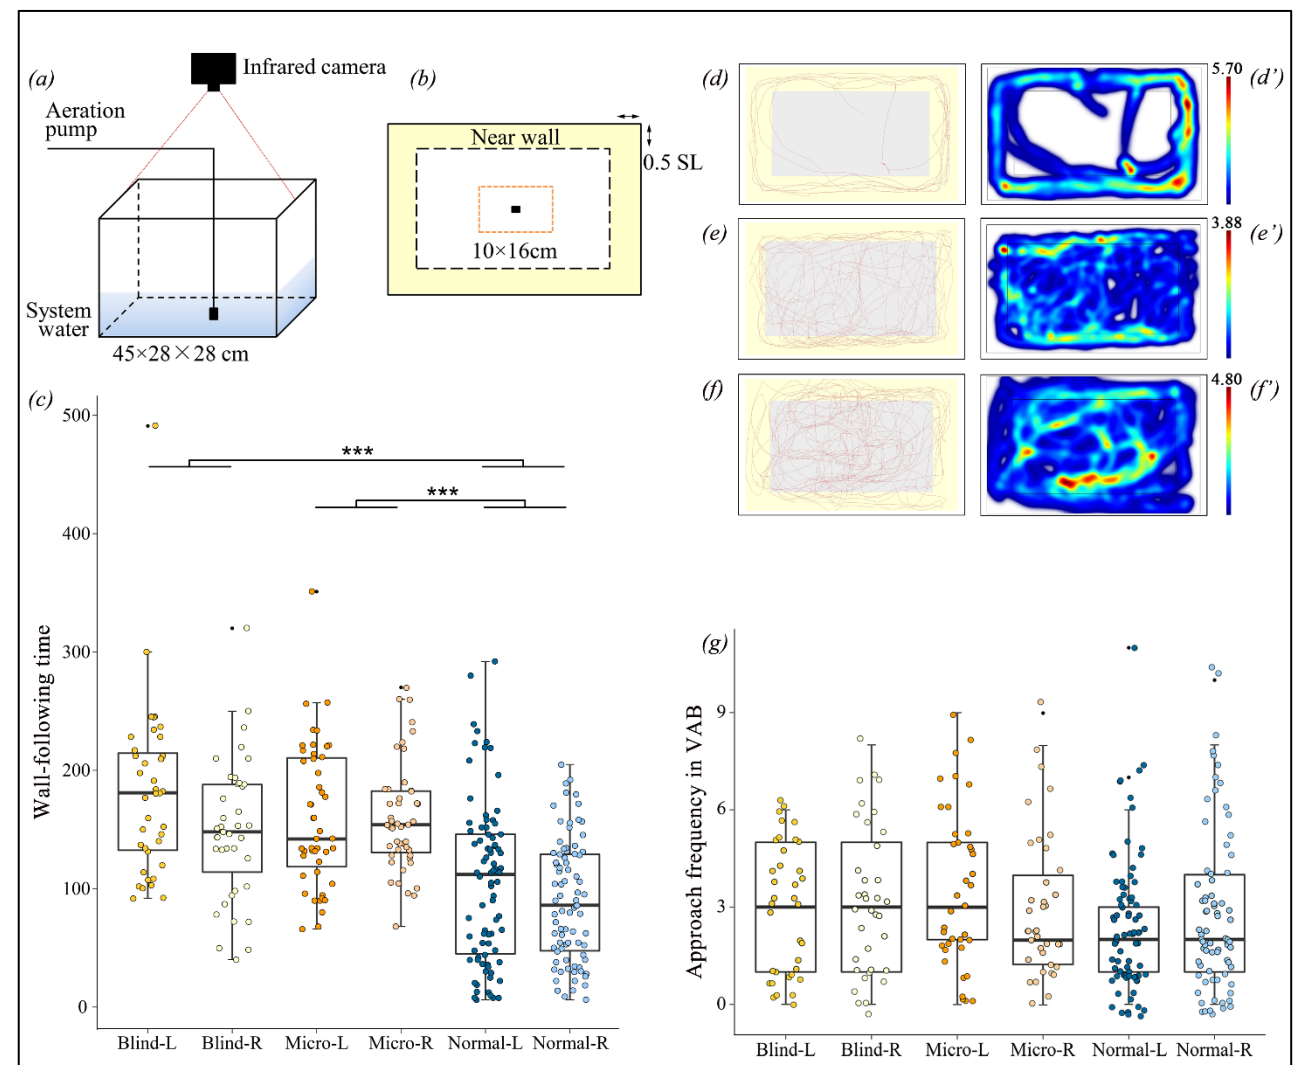 (a)
Infrared camera
Aeration
pump
System
water
45×28×28 cm
(b)
Near wall
0.5 SL
10×16cm
(c)
Wall-following time
500
400
300
200
100
0
***
***
Blind-L Blind-R Micro-L Micro-R Normal-L Normal-R
(d)
(d’)
5.70
(e)
(e’)
3.88
(f)
(f’)
4.80
(g)
Approach frequency in VAB
9
6
3
0
Blind-L Blind-R Micro-L Micro-R Normal-L Normal-R